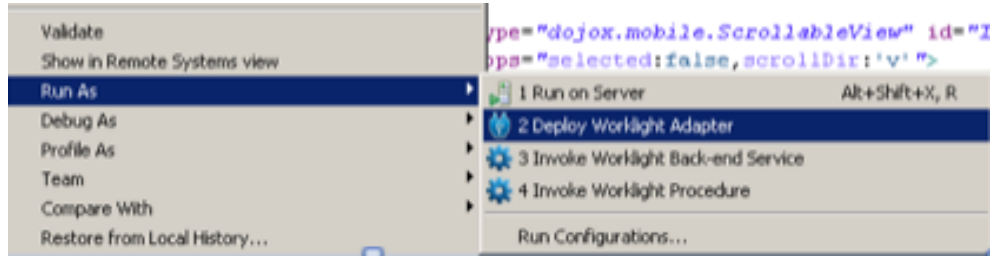 Validate
Show in Remote Systems view
Run As
Debug As
Profile As
Team
Compare With
Restore from Local History...
ype="dojox.mobile.ScrollableView" id="I
ops="selected:false,scrollDir:'v'">
1 Run on Server Alt+Shift+X, R
2 Deploy Worklight Adapter
3 Invoke Worklight Back-end Service
4 Invoke Worklight Procedure
Run Configurations...